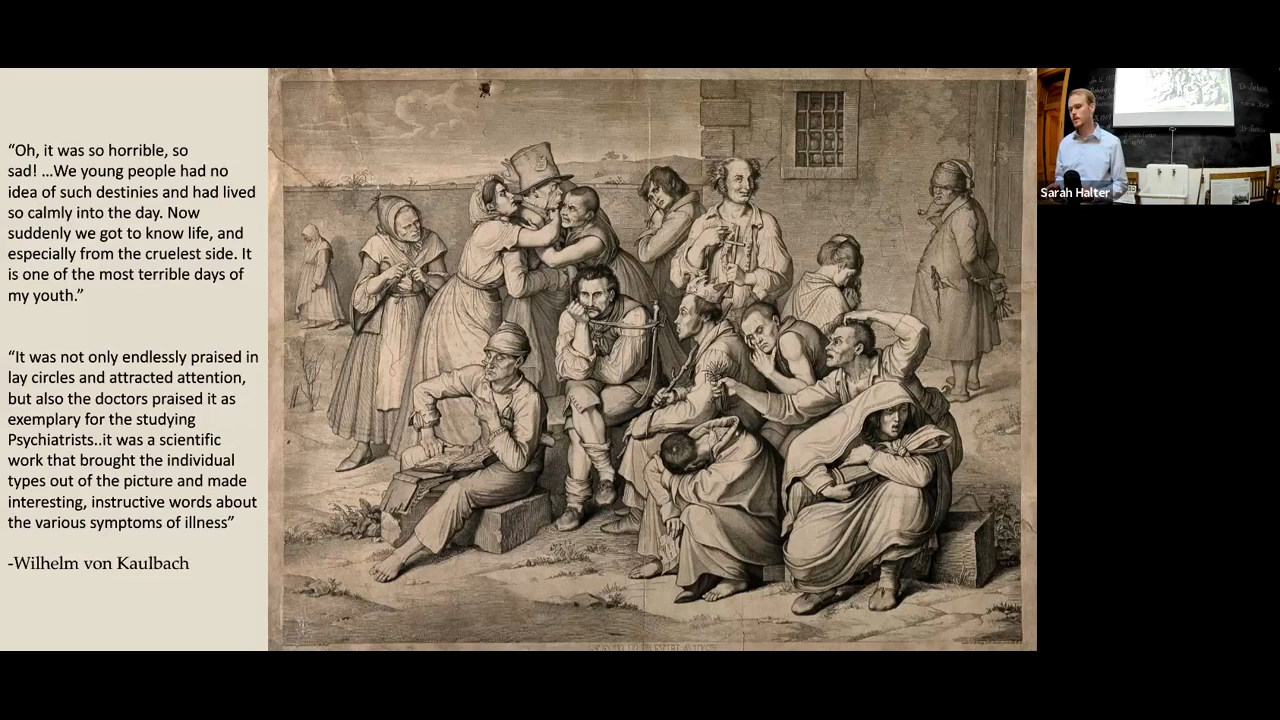 “Oh, it was so horrible, so
sad! ...We young people had no
idea of such destinies and had lived
so calmly into the day. Now
suddenly we got to know life, and
especially from the cruelest side. It
is one of the most terrible days of
my youth.”
“It was not only endlessly praised in
lay circles and attracted attention,
but also the doctors praised it as
exemplary for the studying
Psychiatrists..it was a scientific
work that brought the individual
types out of the picture and made
interesting, instructive words about
the various symptoms of illness”
-Wilhelm von Kaulbach
Sarah Halter